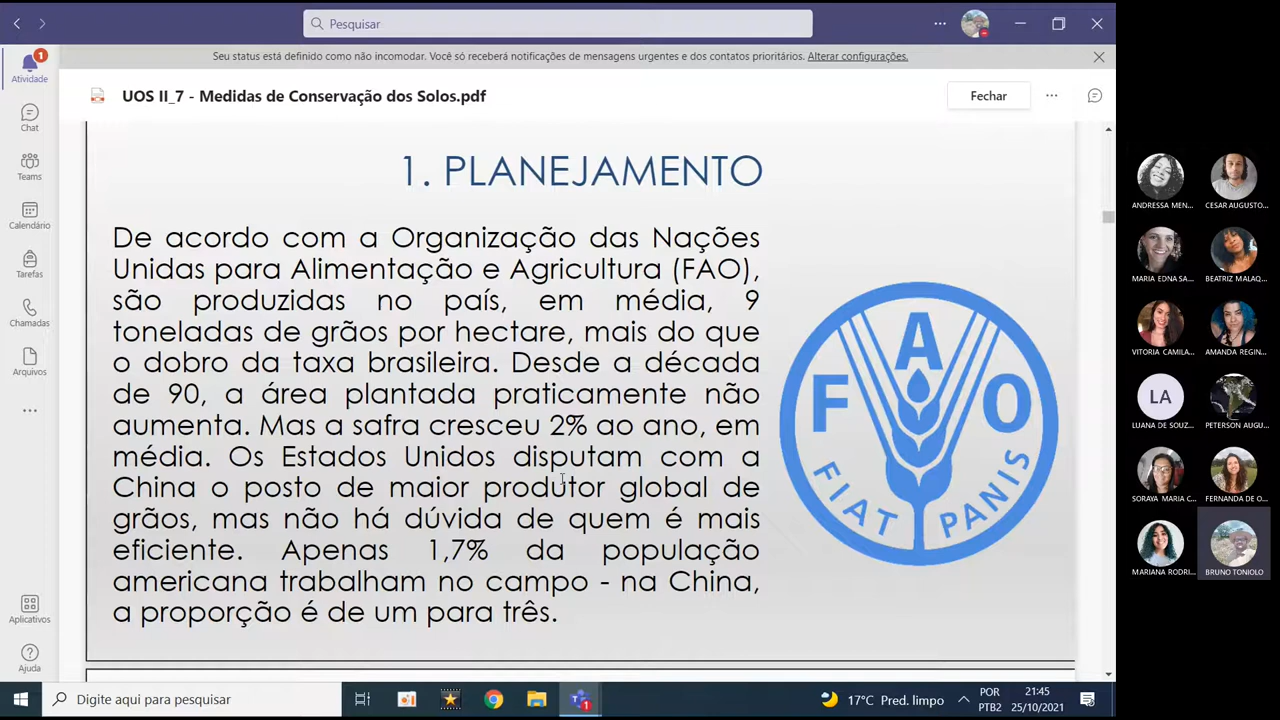 Pesquisar
Seu status está definido como não incomodar. Você só receberá notificações de mensagens urgentes e dos contatos prioritários. Alterar configurações.
1
Atividade
Chat
Teams
Calendário
Tarefas
Chamadas
Arquivos
Aplicativos
Ajuda
UOS II_7 - Medidas de Conservação dos Solos.pdf
Fechar
1. PLANEJAMENTO
De acordo com a Organização das Nações
Unidas para Alimentação e Agricultura (FAO),
são produzidas no país, em média, 9
toneladas de grãos por hectare, mais do que
o dobro da taxa brasileira. Desde a década
de 90, a área plantada praticamente não
aumenta. Mas a safra cresceu 2% ao ano, em
média. Os Estados Unidos disputam com a
China o posto de maior produtor global de
grãos, mas não há dúvida de quem é mais
eficiente. Apenas 1,7% da população
americana trabalham no campo - na China,
a proporção é de um para três.
F A O
FIAT PANIS
ANDRESSA MEN...
CESAR AUGUSTO...
MARIA EDNA SA...
BEATRIZ MALAQ...
VITORIA CAMILA...
AMANDA REGIN...
LA
LUANA DE SOUZ...
PETERSON AUGU...
SORAYA MARIA C...
FERNANDA DE O...
MARIANA RODRI...
BRUNO TONIOLO
Digite aqui para pesquisar
1
17°C Pred. limpo
POR
PTB2
21:45
25/10/2021